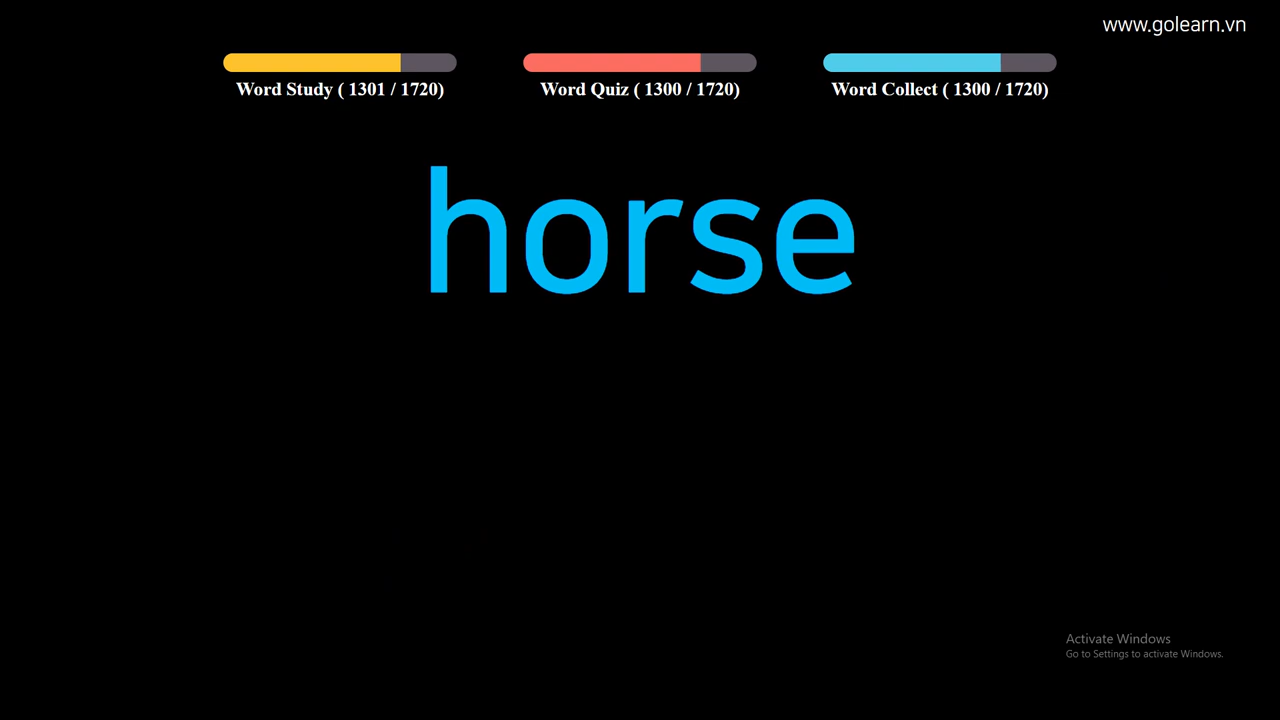 www.golearn.vn
Word Study ( 1301 / 1720)
Word Quiz ( 1300 / 1720)
Word Collect ( 1300 / 1720)
horse
Activate Windows
Go to Settings to activate Windows.